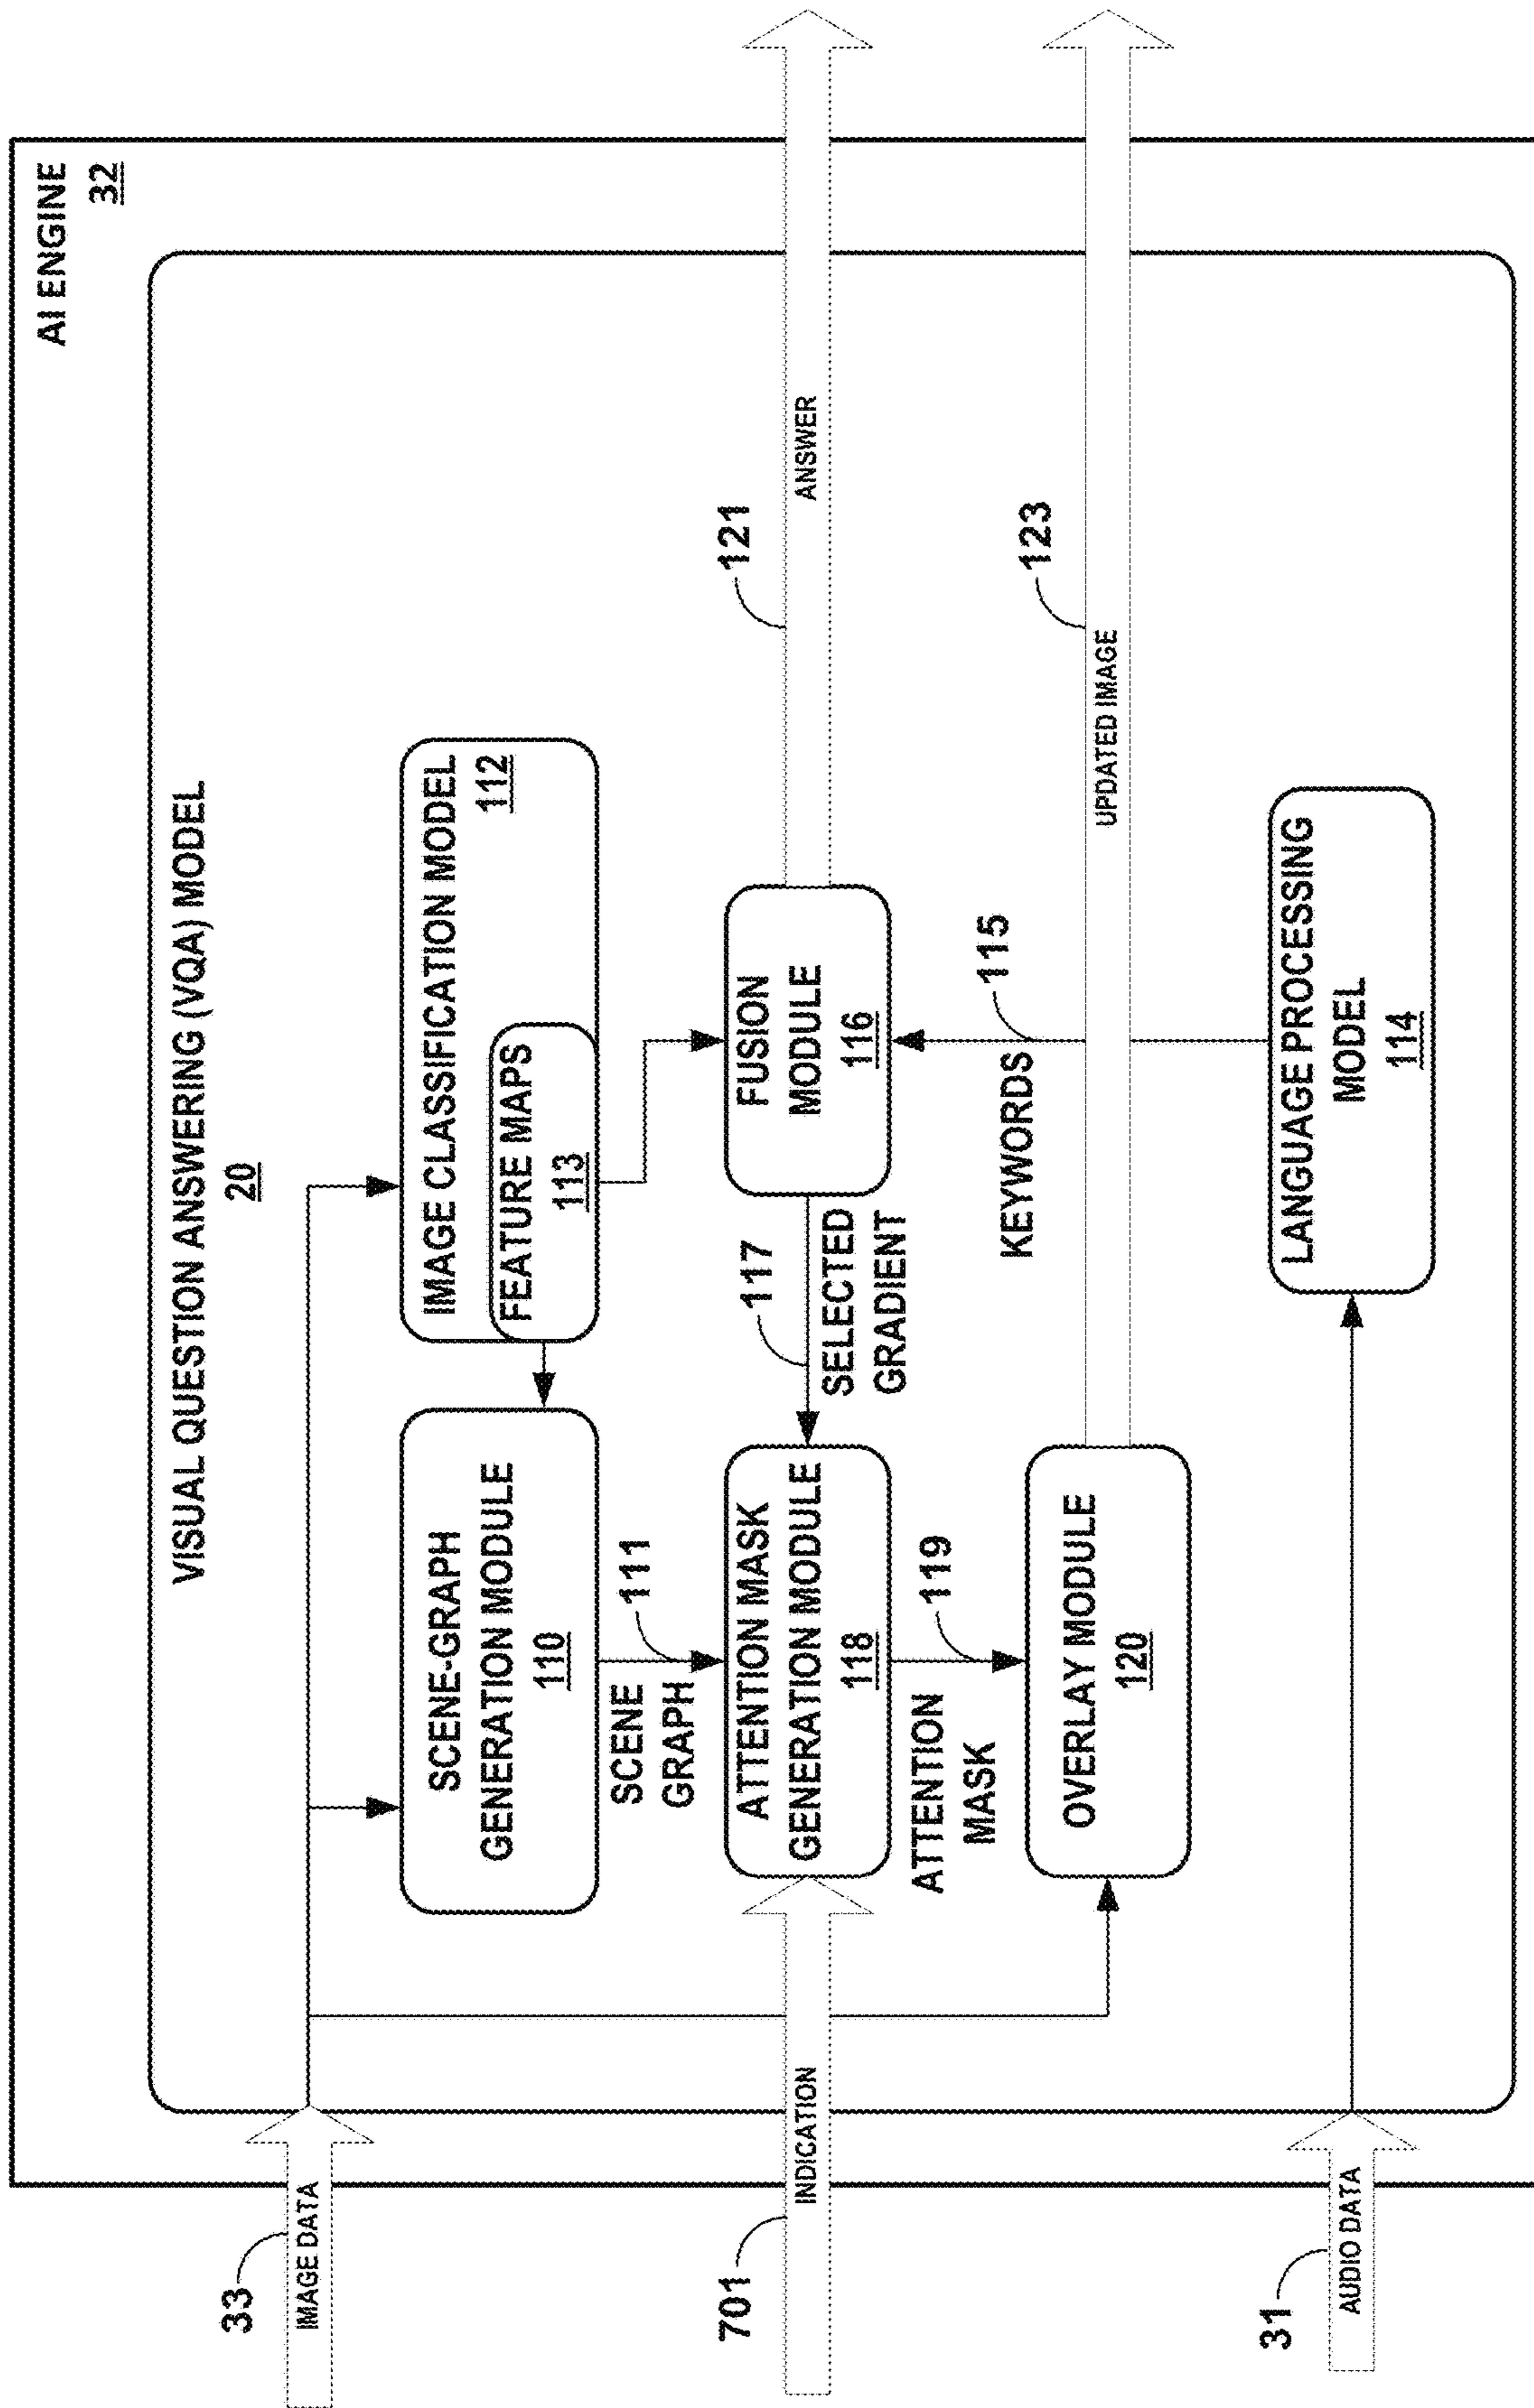 AI ENGINE
32
VISUAL QUESTION ANSWERING (VQA) MODEL
20
33
IMAGE DATA
SCENE-GRAPH
GENERATION MODULE
110
IMAGE CLASSIFICATION MODEL
112
FEATURE MAPS
113
SCENE
GRAPH
111
701
INDICATION
ATTENTION MASK
GENERATION MODULE
118
117
SELECTED
GRADIENT
FUSION
MODULE
116
121
ANSWER
ATTENTION
MASK
119
KEYWORDS
115
OVERLAY MODULE
120
123
UPDATED IMAGE
31
AUDIO DATA
LANGUAGE PROCESSING
MODEL
114